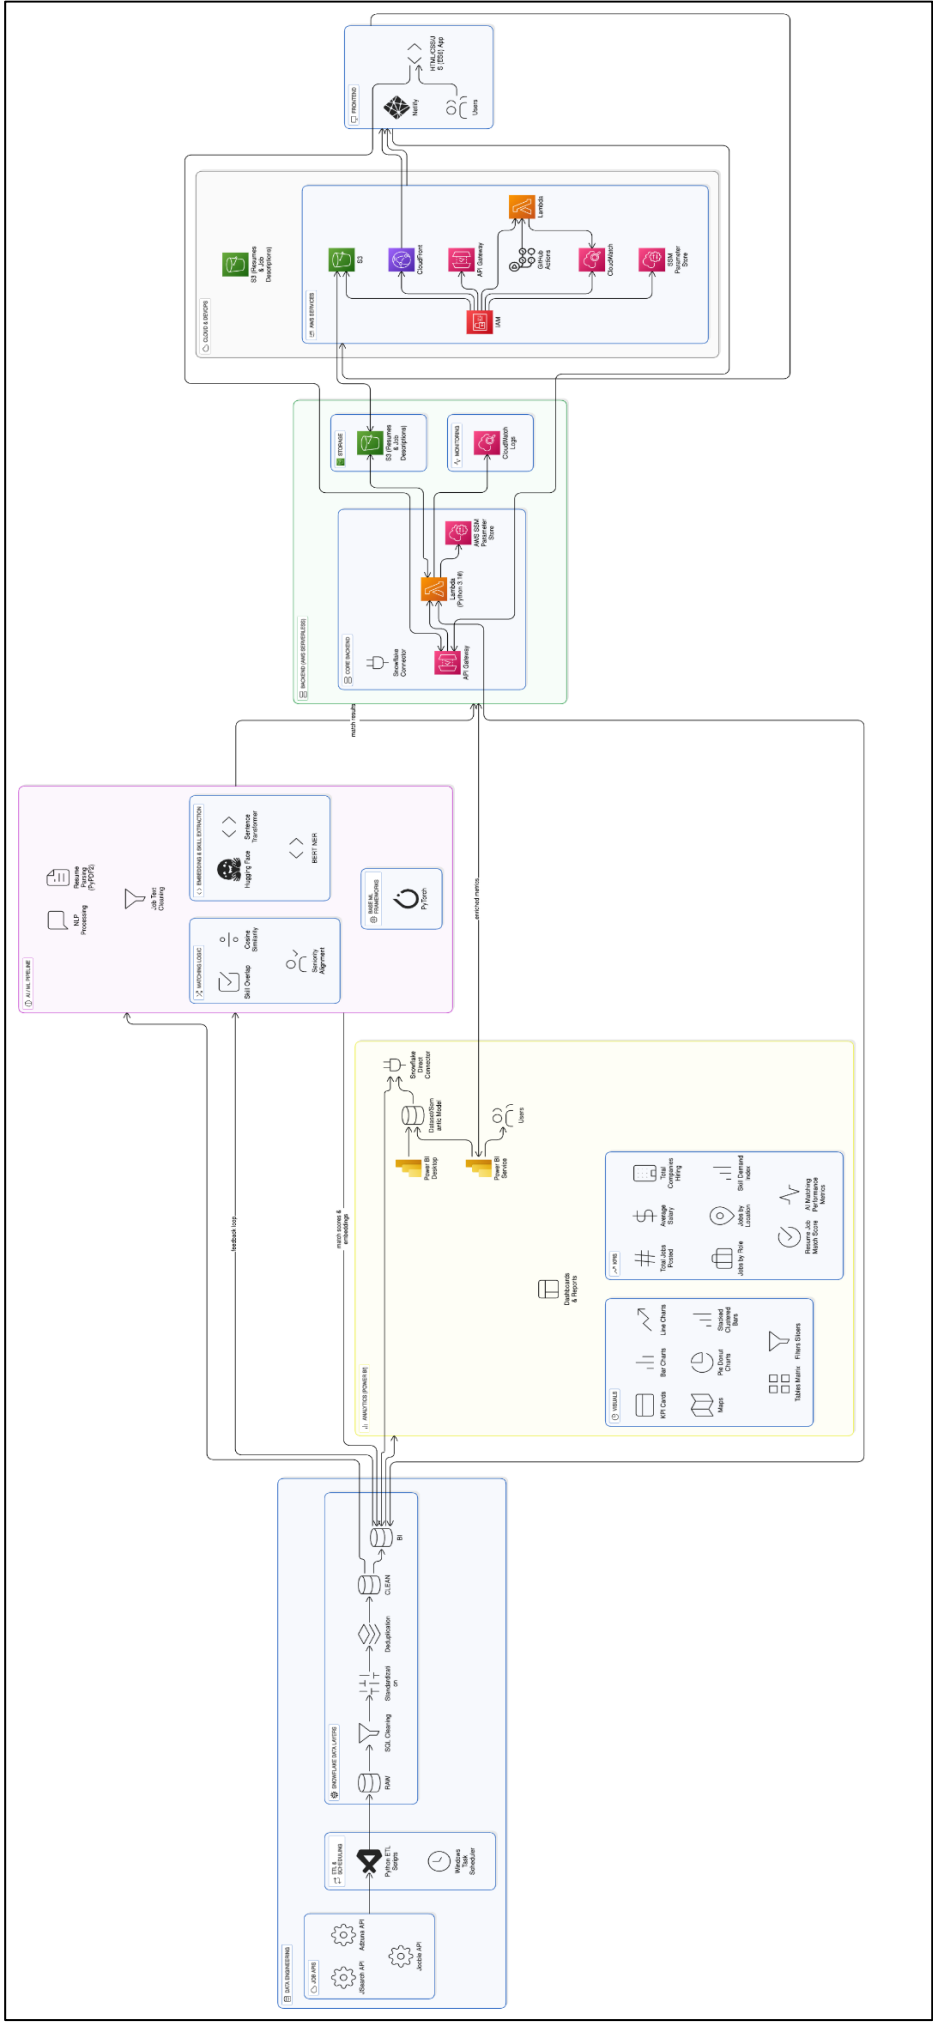 DATA ENGINEERING
JOB APIS
JSearch API
Adzuna API
Jooble API
ETL &
SCHEDULING
Python ETL
Scripts
Windows
Task
Scheduler
SNOWFLAKE DATA LAYERS
RAW
SQL Cleaning
Standardizati
on
Deduplication
CLEAN
BI
feedback loop
match scores &
embeddings
ANALYTICS (POWER BI)
Power BI
Desktop
Dataset/Sem
antic Model
Snowflake
Direct
Connector
Power BI
Service
Users
Dashboards
& Reports
VISUALS
KPI Cards
Bar Charts
Line Charts
Maps
Pie Donut
Charts
Stacked
Clustered
Bars
Tables Matrix
Filters Slicers
KPIS
Total Jobs
Posted
Average
Salary
Total
Companies
Hiring
Jobs by Role
Jobs by
Location
Skill Demand
Index
Resume Job
Match Score
AI Matching
Performance
Metrics
AI / ML PIPELINE
NLP
Processing
Resume
Parsing
(PyPDF2)
Job Text
Cleaning
MATCHING LOGIC
Skill Overlap
Cosine
Similarity
Seniority
Alignment
EMBEDDING & SKILL EXTRACTION
Hugging Face
Sentence
Transformer
BERT NER
BASE ML
FRAMEWORKS
PyTorch
match results
enriched metrics
BACKEND (AWS SERVERLESS)
CORE BACKEND
Snowflake
Connector
API Gateway
Lambda
(Python 3.10)
AWS SSM
Parameter
Store
STORAGE
S3 (Resumes
& Job
Descriptions)
MONITORING
CloudWatch
Logs
CLOUD & DEVOPS
S3 (Resumes
& Job
Descriptions)
AWS SERVICES
IAM
S3
CloudFront
API Gateway
GitHub
Actions
Lambda
CloudWatch
SSM
Parameter
Store
FRONTEND
Netlify
HTML/CSS/J
S (ES6) App
Users